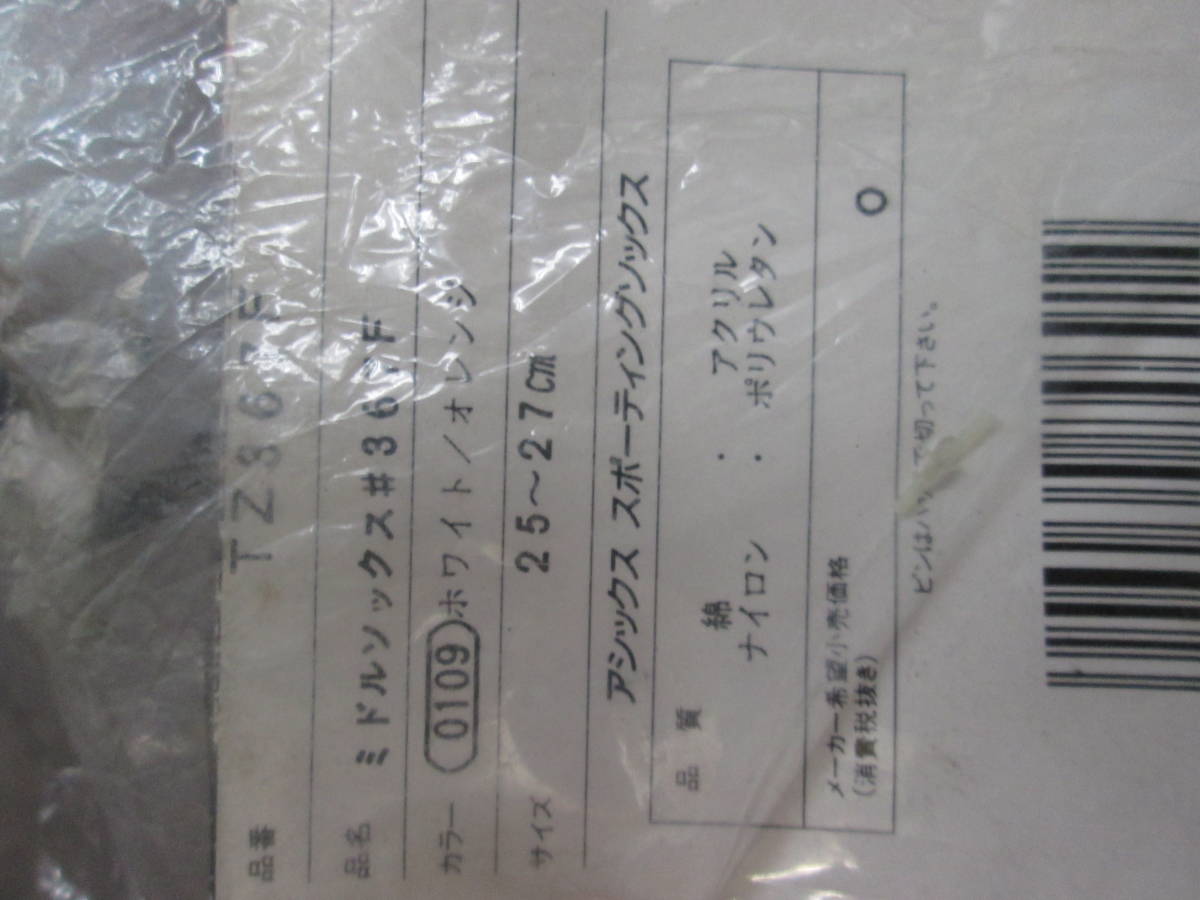 品番 TZ367F
品名 ミドルソックス#36 F
カラー 0109 ホワイト/オレンジ
サイズ 25~27cm
アシックス スポーティングソックス
品質 綿 ・ アクリル
ナイロン ・ ポリウレタン
メーカー希望小売価格
(消費税抜き) ○
ピンはハ で切って下さい。